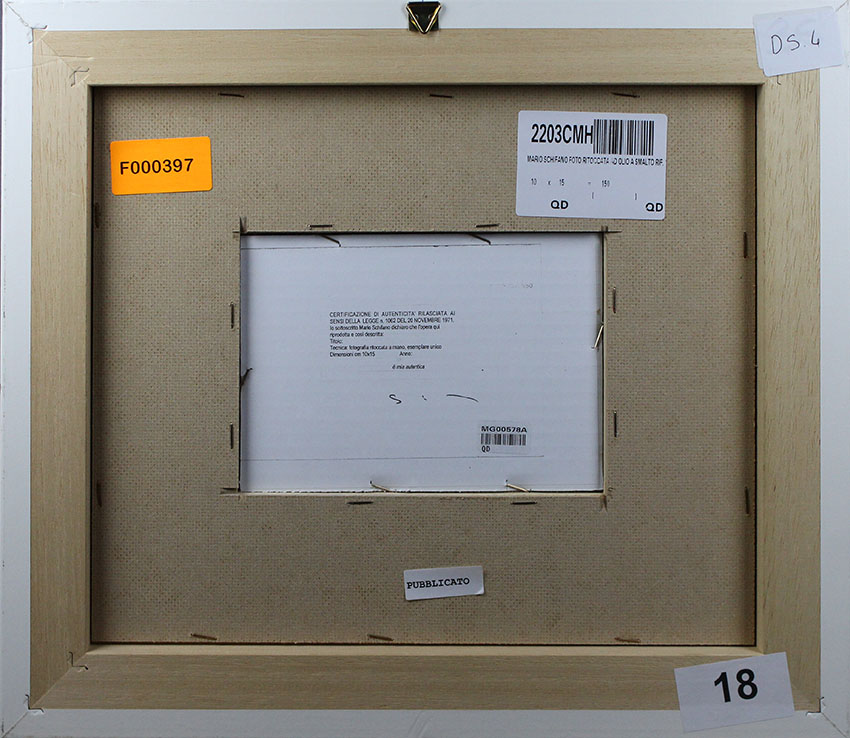 DS.4
F000397
2203CMH
MARIO SCHIFANO FOTO RITOCCATA AD OLIO A SMALTO RIF.
10 x 15 = 150
QD
QD
CERTIFICAZIONE DI AUTENTICITA' RILASCIATA AI
SENSI DELLA LEGGE n. 1062 DEL 20 NOVEMBRE 1971.
Io sottoscritto Mario Schifano dichiaro che l'opera qui
riprodotta e così descritta:
Titolo:
Tecnica: fotografia ritoccata a mano, esemplare unico
Dimensioni cm 10x15 Anno:
è mia autentica
MG00578A
QD
PUBBLICATO
18